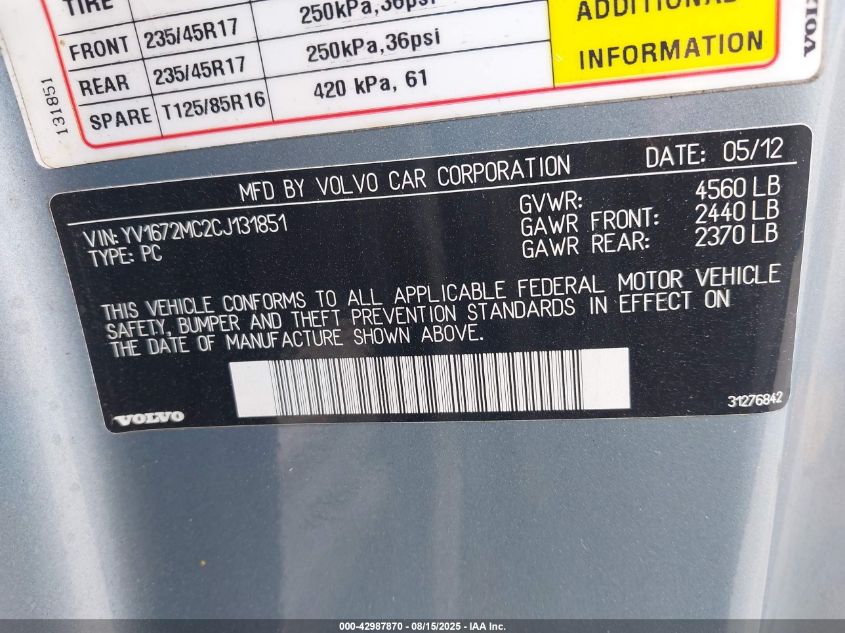 TIRE 250kPa,36psi ADDITIONAL
FRONT 235/45R17 250kPa,36psi INFORMATION
REAR 235/45R17 420 kPa, 61
SPARE T125/85R16
VOLVO
131851
MFD BY VOLVO CAR CORPORATION DATE: 05/12
VIN: YV1672MC2CJ131851 GVWR: 4560 LB
TYPE: PC GAWR FRONT: 2440 LB
GAWR REAR: 2370 LB
THIS VEHICLE CONFORMS TO ALL APPLICABLE FEDERAL MOTOR VEHICLE
SAFETY, BUMPER AND THEFT PREVENTION STANDARDS IN EFFECT ON
THE DATE OF MANUFACTURE SHOWN ABOVE.
VOLVO 31276842
000-42987870 - 08/15/2025 - IAA Inc.